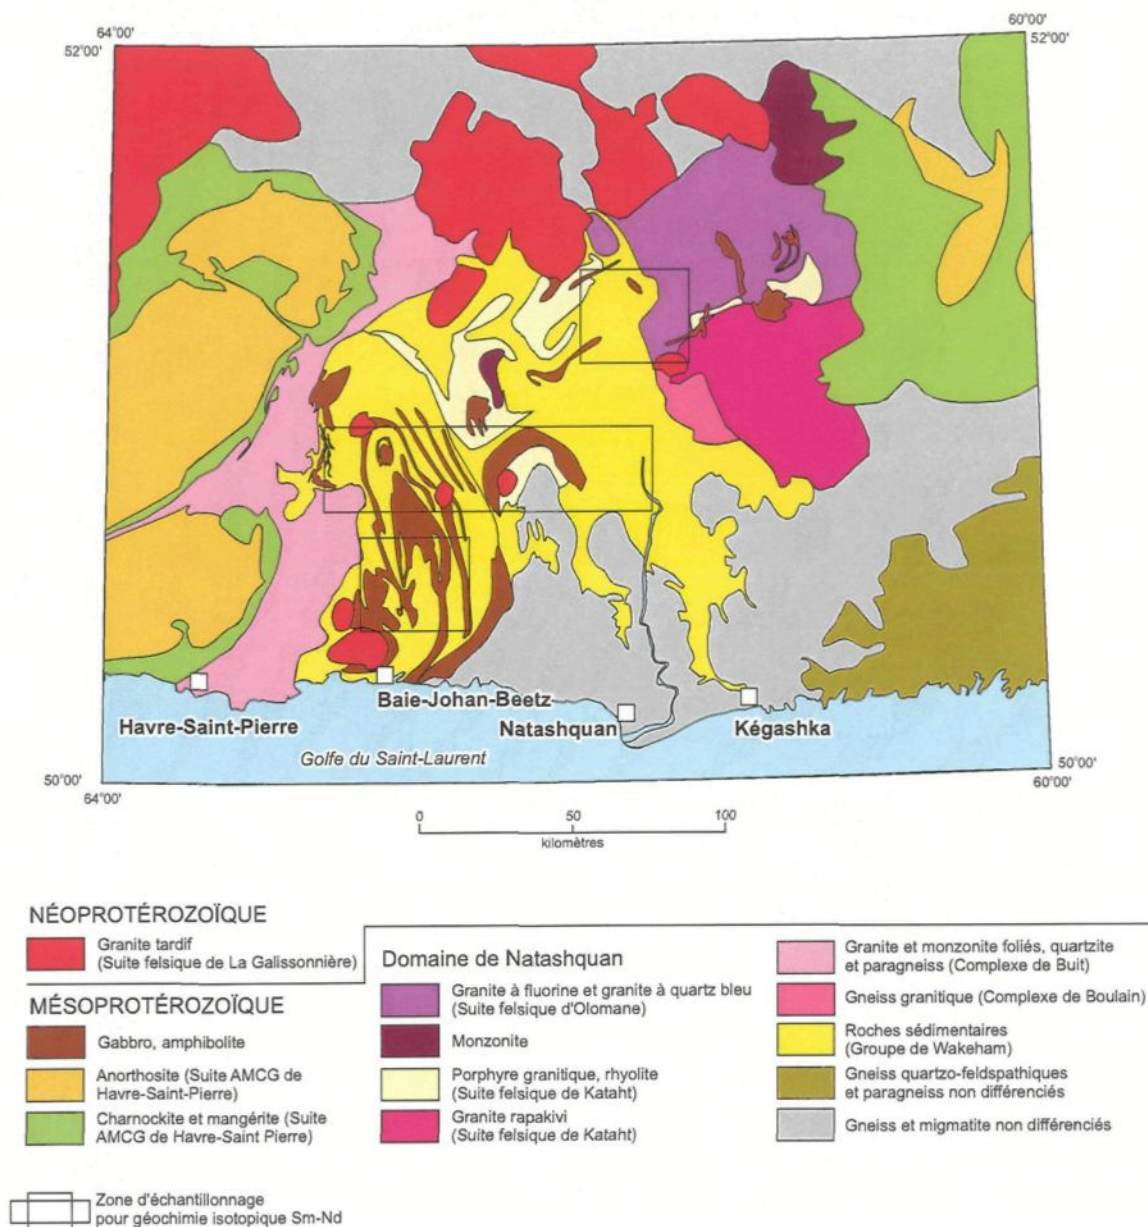 64°00'
60°00'
52°00'
52°00'
Havre-Saint-Pierre
Baie-Johan-Beetz
Natashquan
Kégashka
Golfe du Saint-Laurent
50°00'
50°00'
64°00'
60°00'
0 50 100
kilomètres
NÉOPROTÉROZOÏQUE
Granite tardif
(Suite felsique de La Galissonnière)
MÉSOPROTÉROZOÏQUE
Gabbro, amphibolite
Anorthosite (Suite AMCG de
Havre-Saint-Pierre)
Charnockite et mangérite (Suite
AMCG de Havre-Saint Pierre)
Domaine de Natashquan
Granite à fluorine et granite à quartz bleu
(Suite felsique d'Olomane)
Monzonite
Porphyre granitique, rhyolite
(Suite felsique de Kataht)
Granite rapakivi
(Suite felsique de Kataht)
Granite et monzonite foliés, quartzite
et paragneiss (Complexe de Buit)
Gneiss granitique (Complexe de Boulain)
Roches sédimentaires
(Groupe de Wakeham)
Gneiss quartzo-feldspathiques
et paragneiss non différenciés
Gneiss et migmatite non différenciés
Zone d'échantillonnage
pour géochimie isotopique Sm-Nd